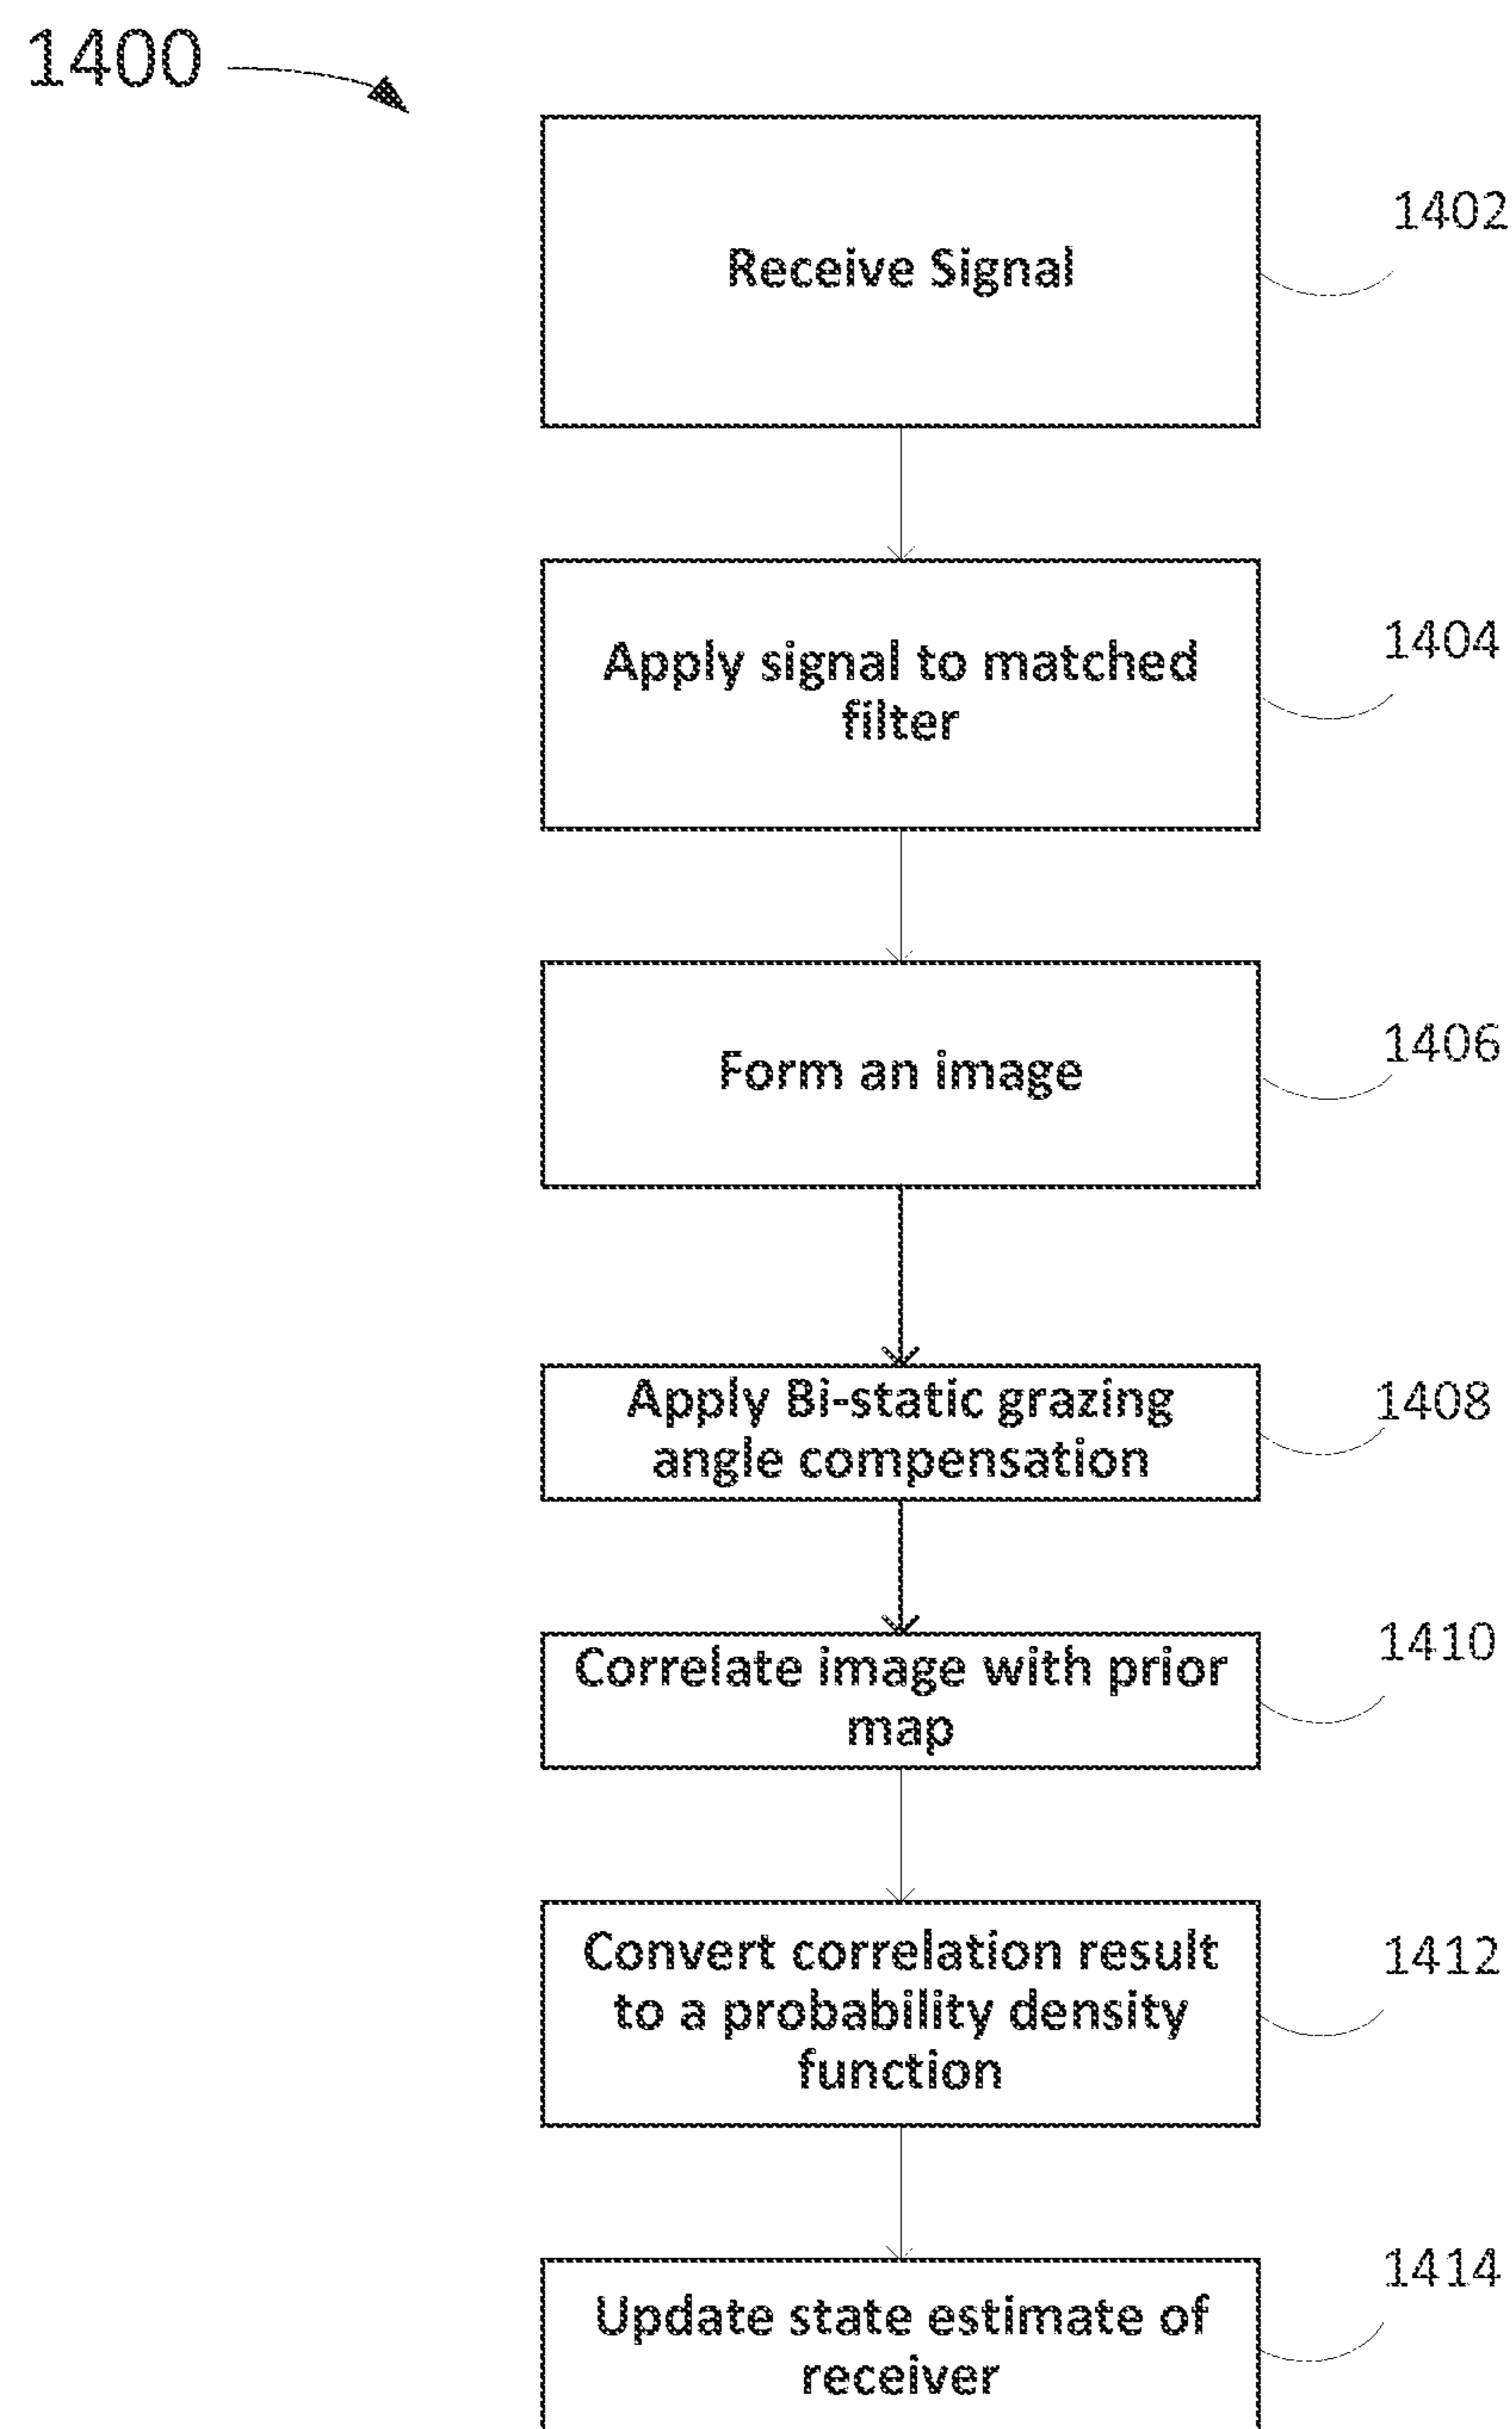 1400
Receive Signal
1402
Apply signal to matched
filter
1404
Form an image
1406
Apply Bi-static grazing
angle compensation
1408
Correlate image with prior
map
1410
Convert correlation result
to a probability density
function
1412
Update state estimate of
receiver
1414